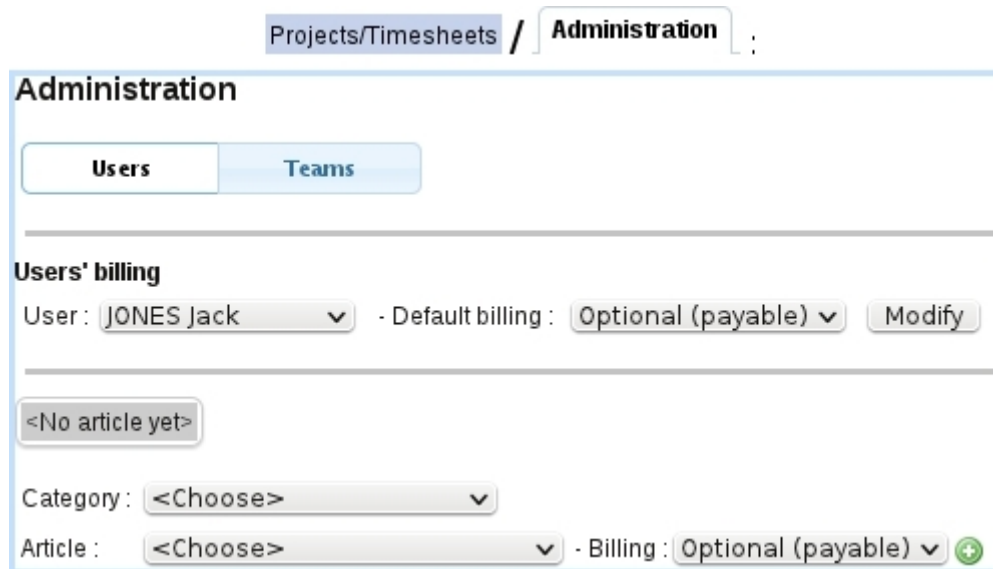 Projects/Timesheets / Administration :
Administration
Users Teams
Users' billing
User : JONES Jack - Default billing : Optional (payable) Modify
<No article yet>
Category : <Choose>
Article : <Choose> - Billing : Optional (payable)